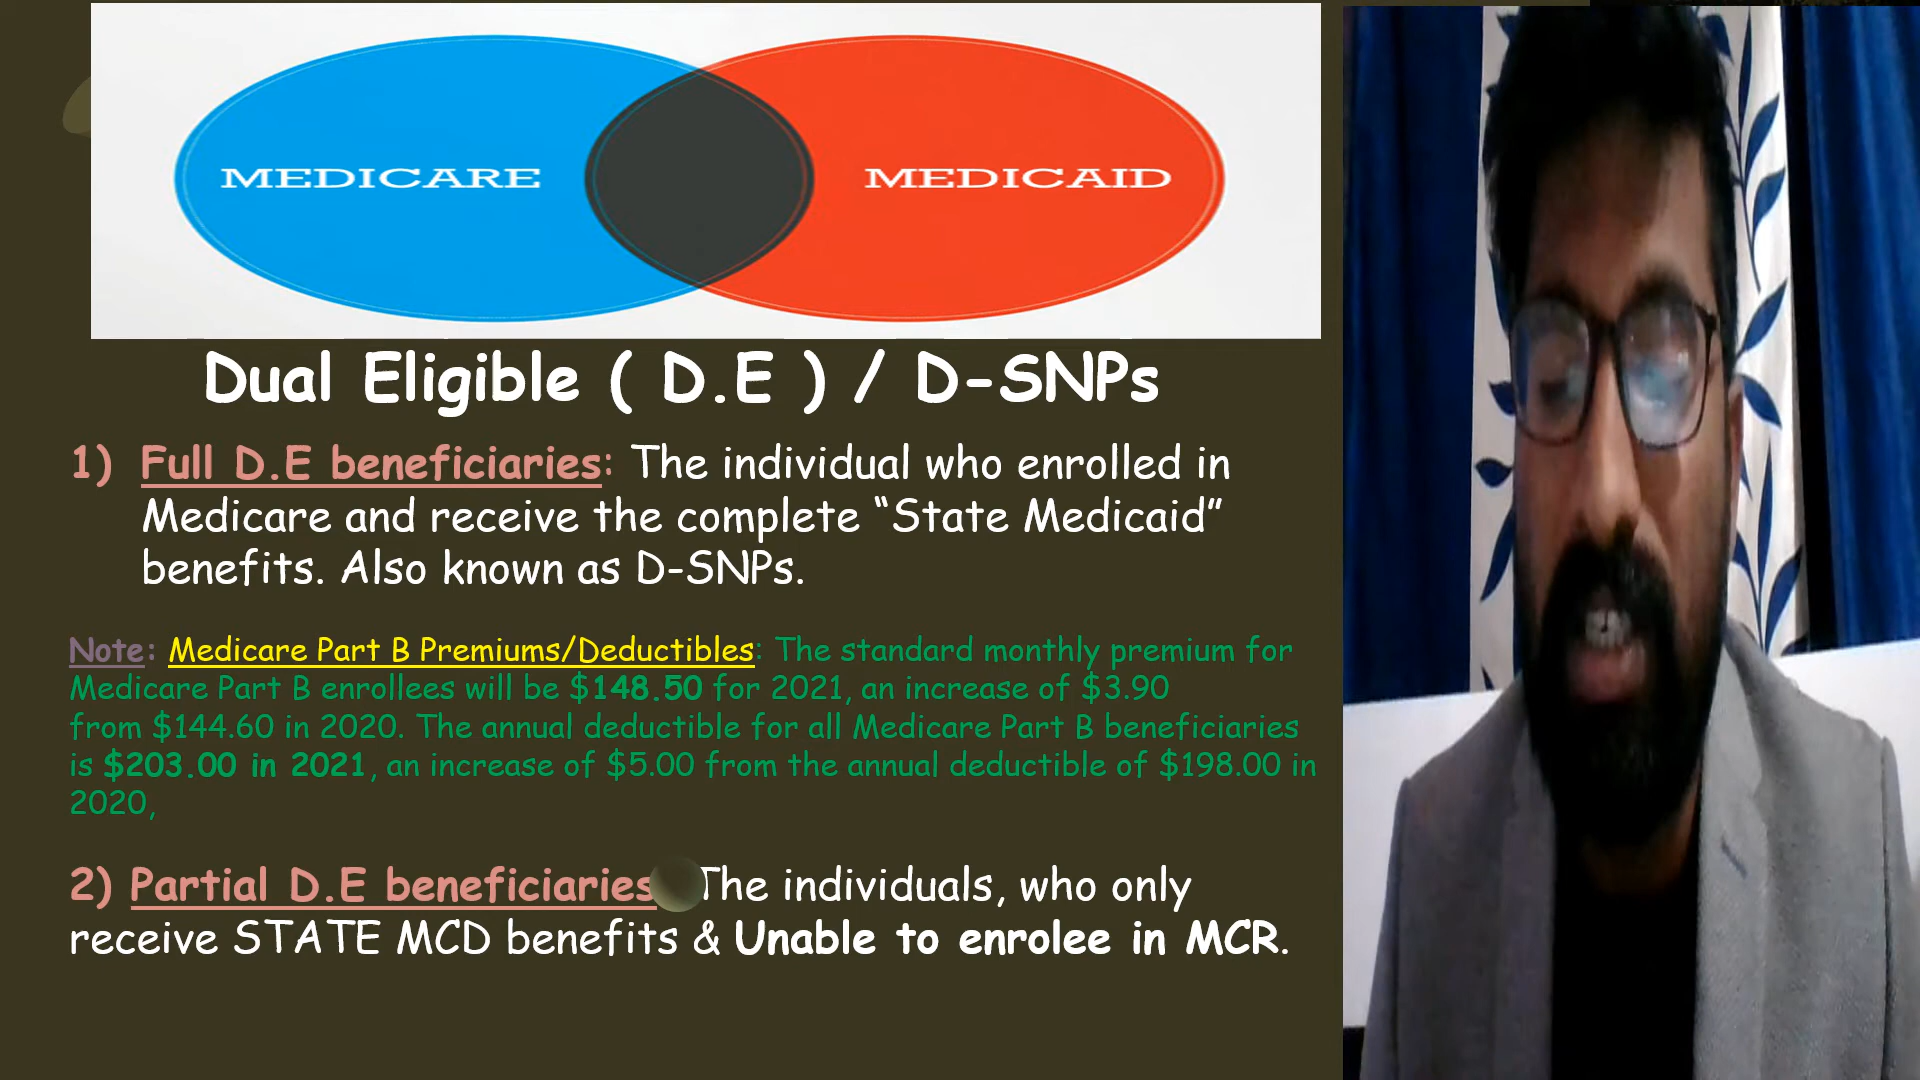 MEDICARE MEDICAID
Dual Eligible ( D.E ) / D-SNPs
1) Full D.E beneficiaries: The individual who enrolled in
Medicare and receive the complete “State Medicaid”
benefits. Also known as D-SNPs.
Note: Medicare Part B Premiums/Deductibles: The standard monthly premium for
Medicare Part B enrollees will be $148.50 for 2021, an increase of $3.90
from $144.60 in 2020. The annual deductible for all Medicare Part B beneficiaries
is $203.00 in 2021, an increase of $5.00 from the annual deductible of $198.00 in
2020,
2) Partial D.E beneficiaries The individuals, who only
receive STATE MCD benefits & Unable to enrolee in MCR.